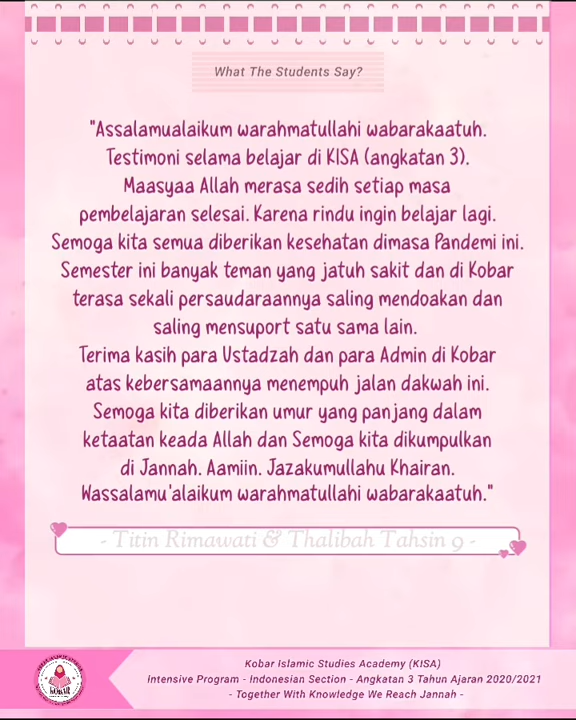 What The Students Say?
"Assalamualaikum warahmatullahi wabarakaatuh.
Testimoni selama belajar di KISA (angkatan 3).
Maasyaa Allah merasa sedih setiap masa
pembelajaran selesai. Karena rindu ingin belajar lagi.
Semoga kita semua diberikan kesehatan dimasa Pandemi ini.
Semester ini banyak teman yang jatuh sakit dan di Kobar
terasa sekali persaudaraannya saling mendoakan dan
saling mensuport satu sama lain.
Terima kasih para Ustadzah dan para Admin di Kobar
atas kebersamaannya menempuh jalan dakwah ini.
Semoga kita diberikan umur yang panjang dalam
ketaatan keada Allah dan Semoga kita dikumpulkan
di Jannah. Aamiin. Jazakumullahu Khairan.
Wassalamu'alaikum warahmatullahi wabarakaatuh."
- Titin Rimawati & Thalibah Tahsin 9 -
KOBAR
Kobar Islamic Studies Academy (KISA)
Intensive Program - Indonesian Section - Angkatan 3 Tahun Ajaran 2020/2021
- Together With Knowledge We Reach Jannah -